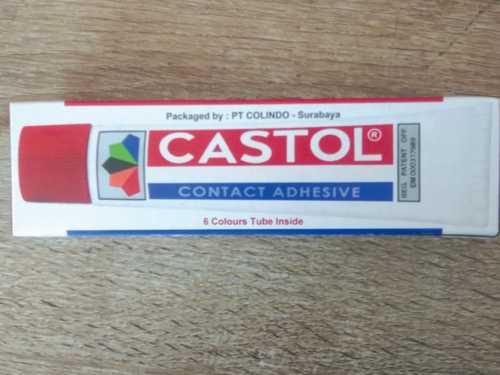 Packaged by : PT COLINDO - Surabaya
CASTOL®
CONTACT ADHESIVE
REG. PATENT OFF.
6 Colours Tube Inside